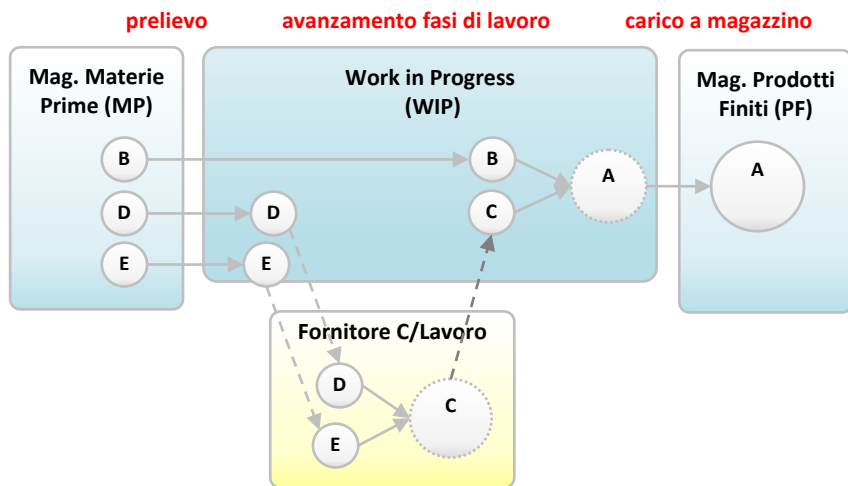 prelievo
avanzamento fasi di lavoro
carico a magazzino
Mag. Materie
Prime (MP)
Work in Progress
(WIP)
Mag. Prodotti
Finiti (PF)
B
B
A
A
D
D
C
E
E
Fornitore C/Lavoro
D
C
E